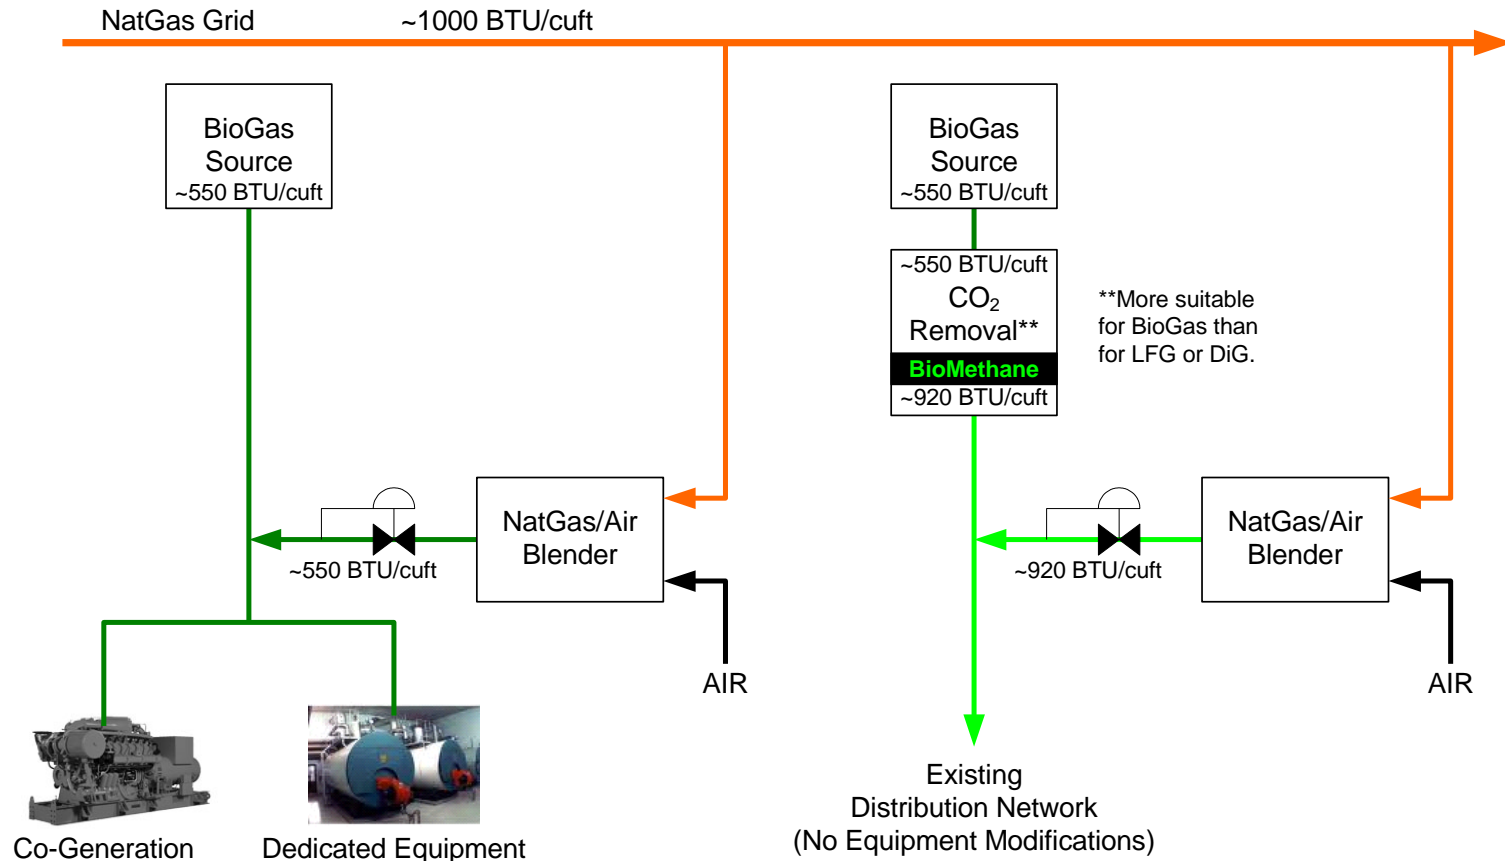 NatGas Grid
~1000 BTU/cuft
BioGas
Source
~550 BTU/cuft
NatGas/Air
Blender
~550 BTU/cuft
AIR
Co-Generation
Dedicated Equipment
BioGas
Source
~550 BTU/cuft
~550 BTU/cuft
CO₂
Removal**
BioMethane
~920 BTU/cuft
**More suitable
for BioGas than
for LFG or DiG.
NatGas/Air
Blender
~920 BTU/cuft
AIR
Existing
Distribution Network
(No Equipment Modifications)